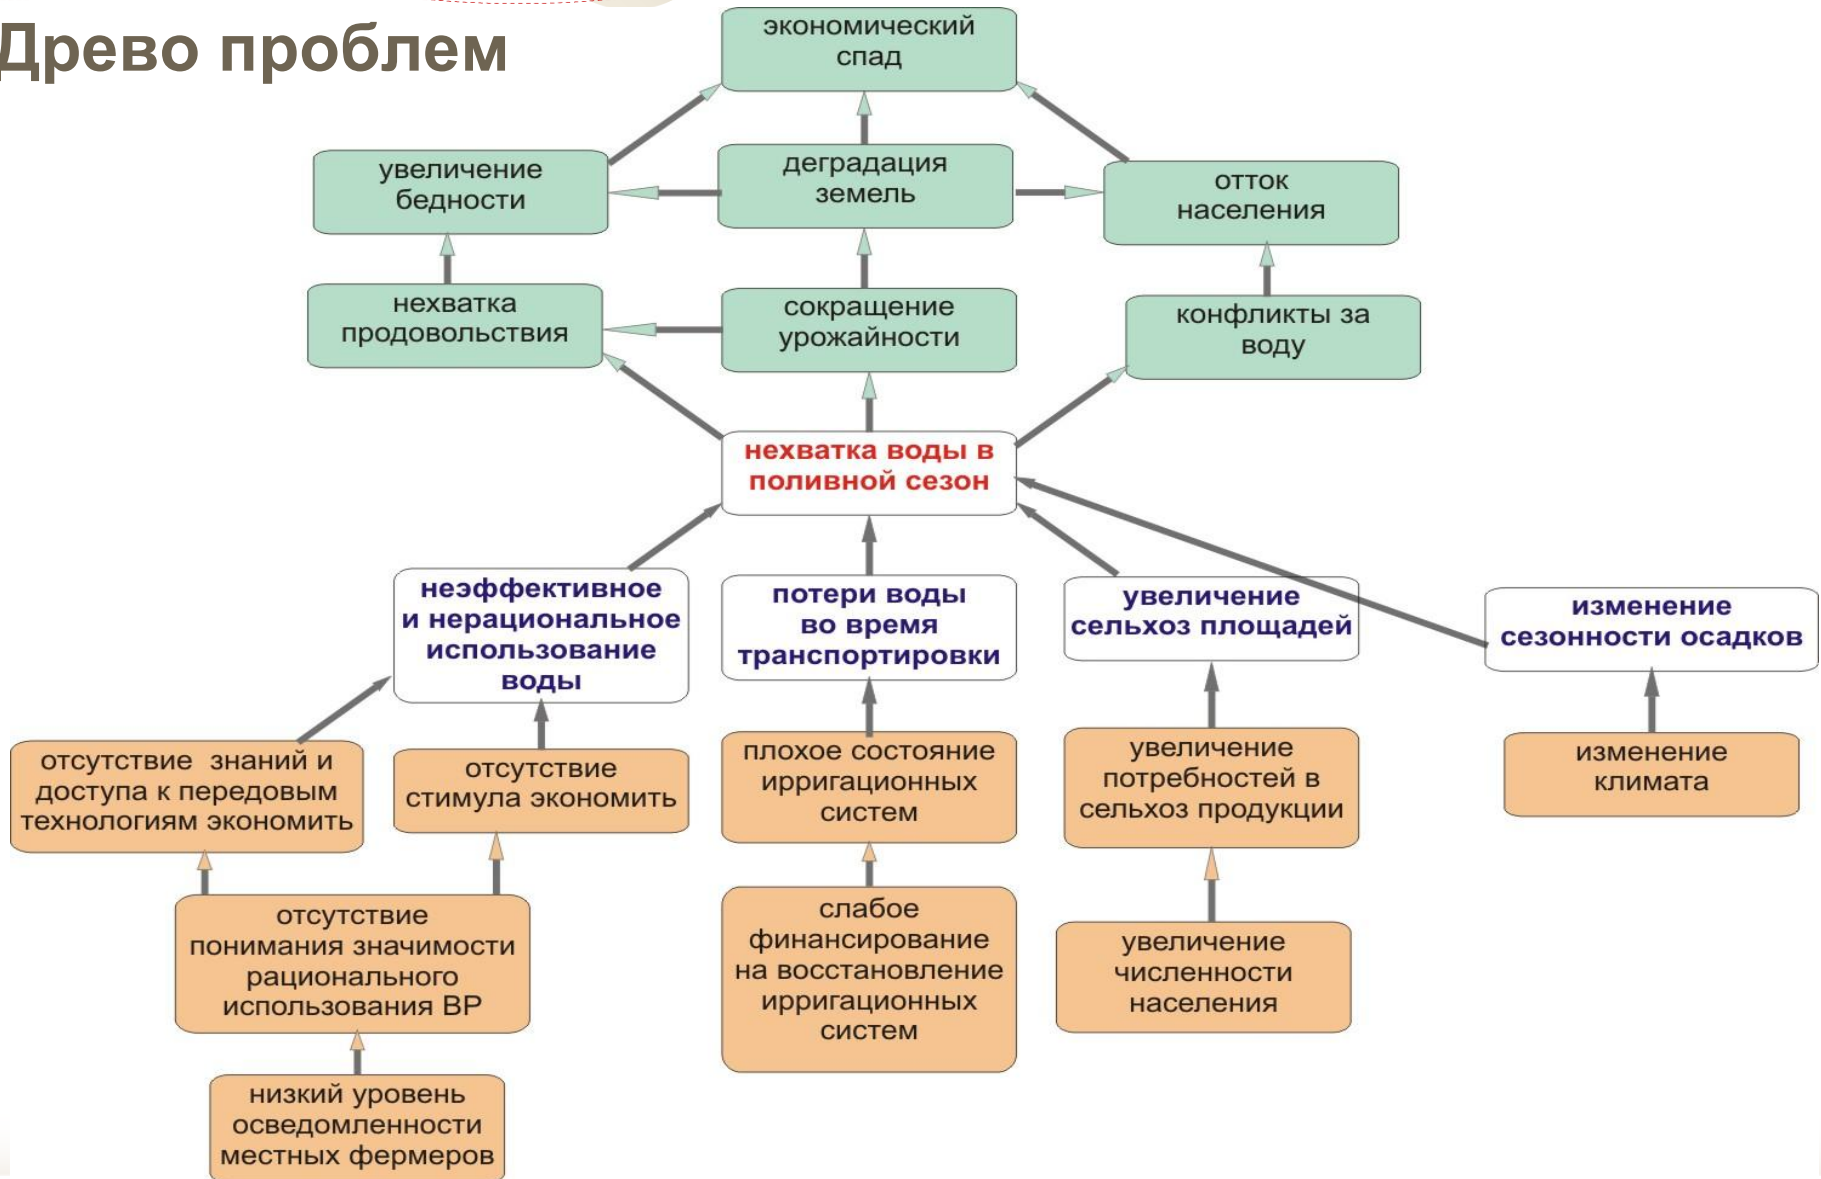 Древо проблем
экономический
спад
увеличение
бедности
деградация
земель
отток
населения
нехватка
продовольствия
сокращение
урожайности
конфликты за
воду
нехватка воды в
поливной сезон
неэффективное
и нерациональное
использование
воды
потери воды
во время
транспортировки
увеличение
сельхоз площадей
изменение
сезонности осадков
отсутствие знаний и
доступа к передовым
технологиям экономить
отсутствие
стимула экономить
плохое состояние
ирригационных
систем
увеличение
потребностей в
сельхоз продукции
изменение
климата
отсутствие
понимания значимости
рационального
использования ВР
слабое
финансирование
на восстановление
ирригационных
систем
увеличение
численности
населения
низкий уровень
осведомленности
местных фермеров